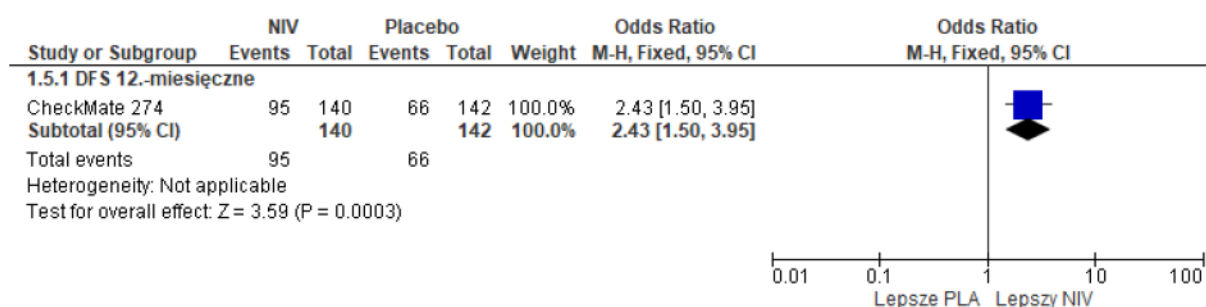 NIV Placebo Odds Ratio Odds Ratio
Study or Subgroup Events Total Events Total Weight M-H, Fixed, 95% CI M-H, Fixed, 95% CI
1.5.1 DFS 12.-miesięczne
CheckMate 274 95 140 66 142 100.0% 2.43 [1.50, 3.95]
Subtotal (95% CI) 140 142 100.0% 2.43 [1.50, 3.95]
Total events 95 66
Heterogeneity: Not applicable
Test for overall effect: Z = 3.59 (P = 0.0003)
0.01 0.1 1 10 100
Lepsze PLA Lepszy NIV